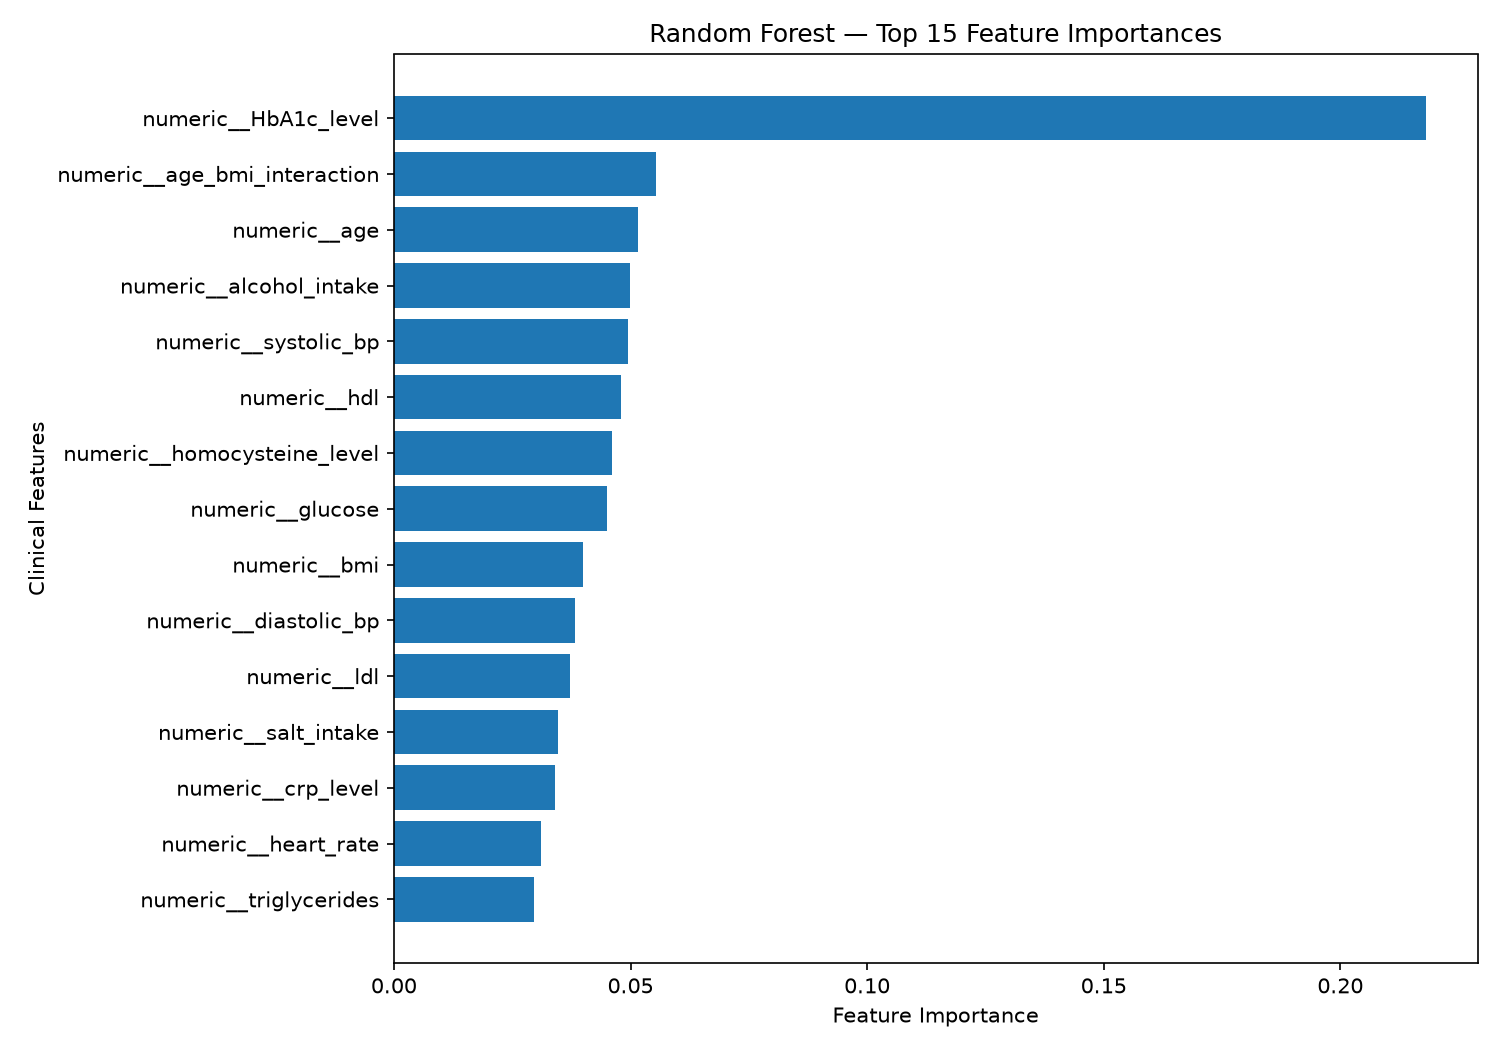 Random Forest — Top 15 Feature Importances
numeric__HbA1c_level
numeric__age_bmi_interaction
numeric__age
numeric__alcohol_intake
numeric__systolic_bp
numeric__hdl
numeric__homocysteine_level
numeric__glucose
numeric__bmi
numeric__diastolic_bp
numeric__ldl
numeric__salt_intake
numeric__crp_level
numeric__heart_rate
numeric__triglycerides
Clinical Features
0.00 0.05 0.10 0.15 0.20
Feature Importance